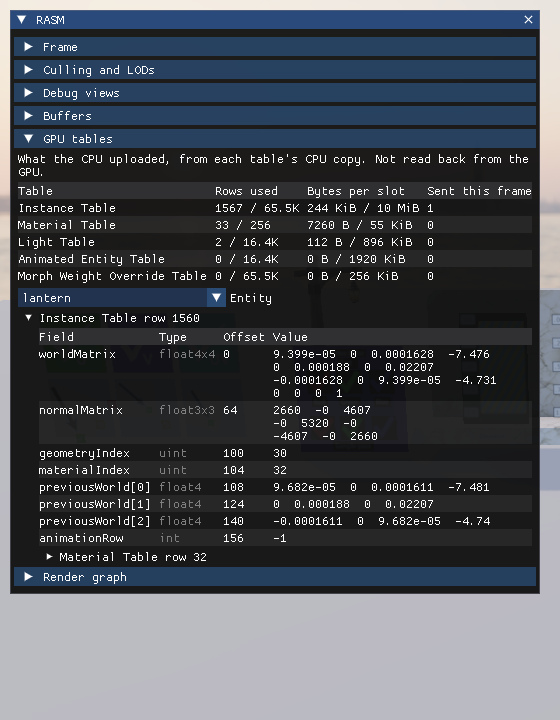 RASM
Frame
Culling and LODs
Debug views
Buffers
GPU tables
What the CPU uploaded, from each table's CPU copy. Not read back from the
GPU.
Table Rows used Bytes per slot Sent this frame
Instance Table 1567 / 65.5K 244 KiB / 10 MiB 1
Material Table 33 / 256 7260 B / 55 KiB 0
Light Table 2 / 16.4K 112 B / 896 KiB 0
Animated Entity Table 0 / 16.4K 0 B / 1920 KiB 0
Morph Weight Override Table 0 / 65.5K 0 B / 256 KiB 0
lantern Entity
Instance Table row 1560
Field Type Offset Value
worldMatrix float4x4 0 9.399e-05 0 0.0001628 -7.476
0 0.000188 0 0.02207
-0.0001628 0 9.399e-05 -4.731
0 0 0 1
normalMatrix float3x3 64 2660 -0 4607
-0 5320 -0
-4607 -0 2660
geometryIndex uint 100 30
materialIndex uint 104 32
previousWorld[0] float4 108 9.682e-05 0 0.0001611 -7.481
previousWorld[1] float4 124 0 0.000188 0 0.02207
previousWorld[2] float4 140 -0.0001611 0 9.682e-05 -4.74
animationRow int 156 -1
Material Table row 32
Render graph